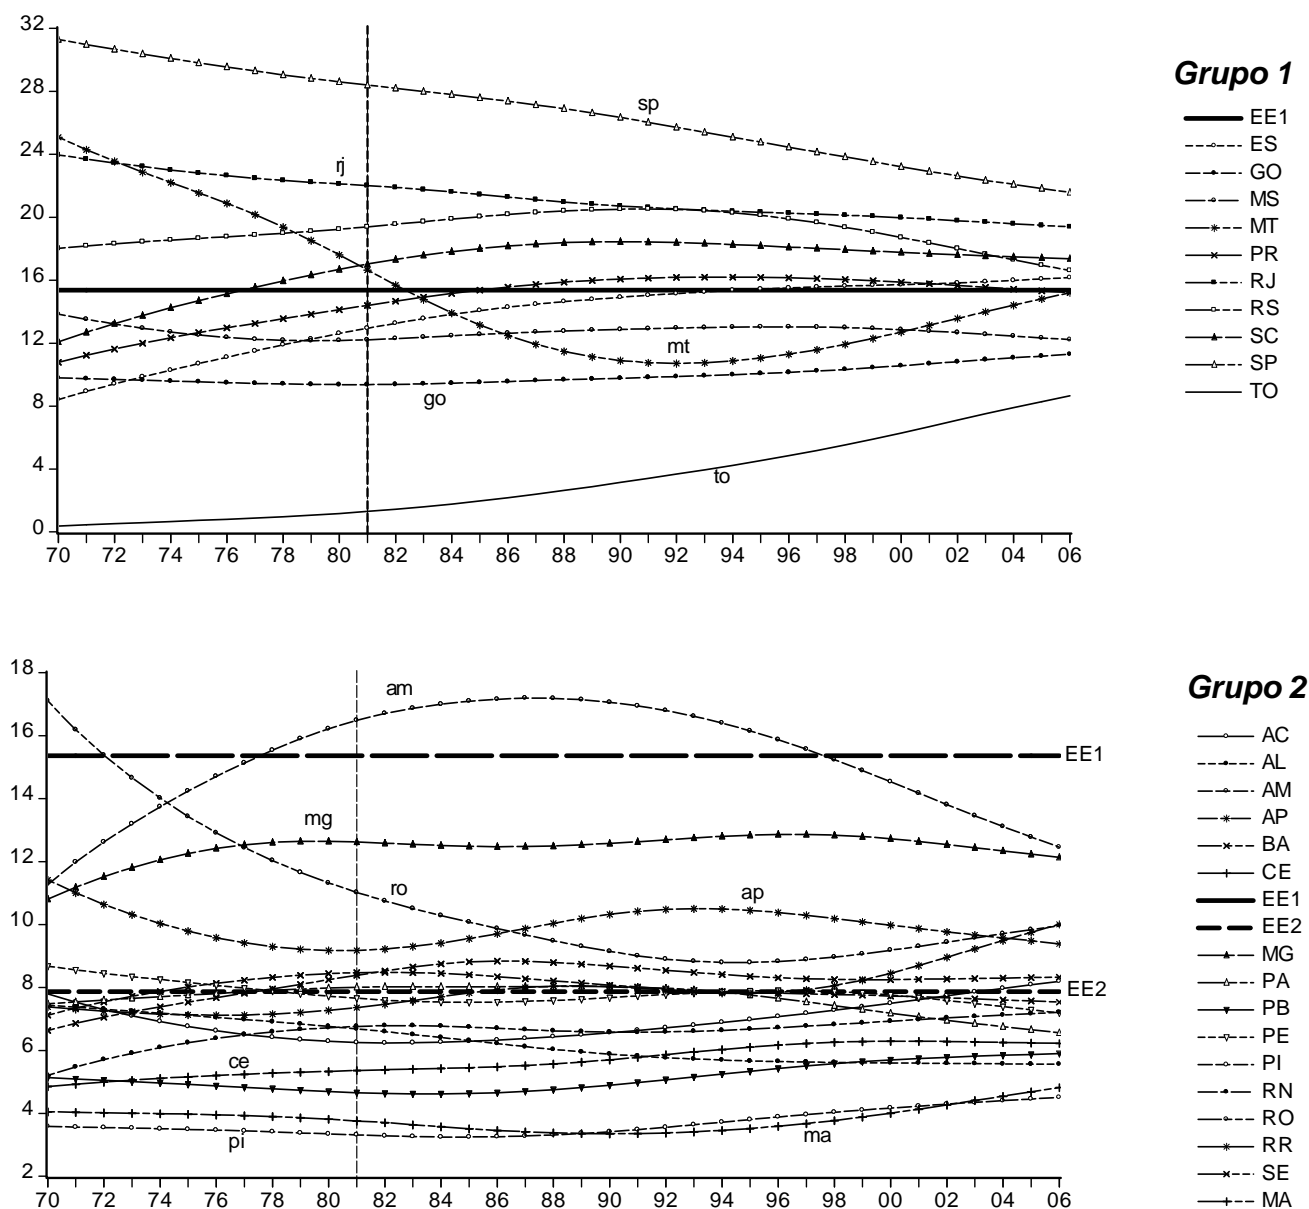 32
28
24
20
16
12
8
4
0
70 72 74 76 78 80 82 84 86 88 90 92 94 96 98 00 02 04 06
sp
rj
mt
go
to
Grupo 1
EE1
ES
GO
MS
MT
PR
RJ
RS
SC
SP
TO
18
16
14
12
10
8
6
4
2
70 72 74 76 78 80 82 84 86 88 90 92 94 96 98 00 02 04 06
am
EE1
mg
ro
ap
EE2
ce
pi
ma
Grupo 2
AC
AL
AM
AP
BA
CE
EE1
EE2
MG
PA
PB
PE
PI
RN
RO
RR
SE
MA